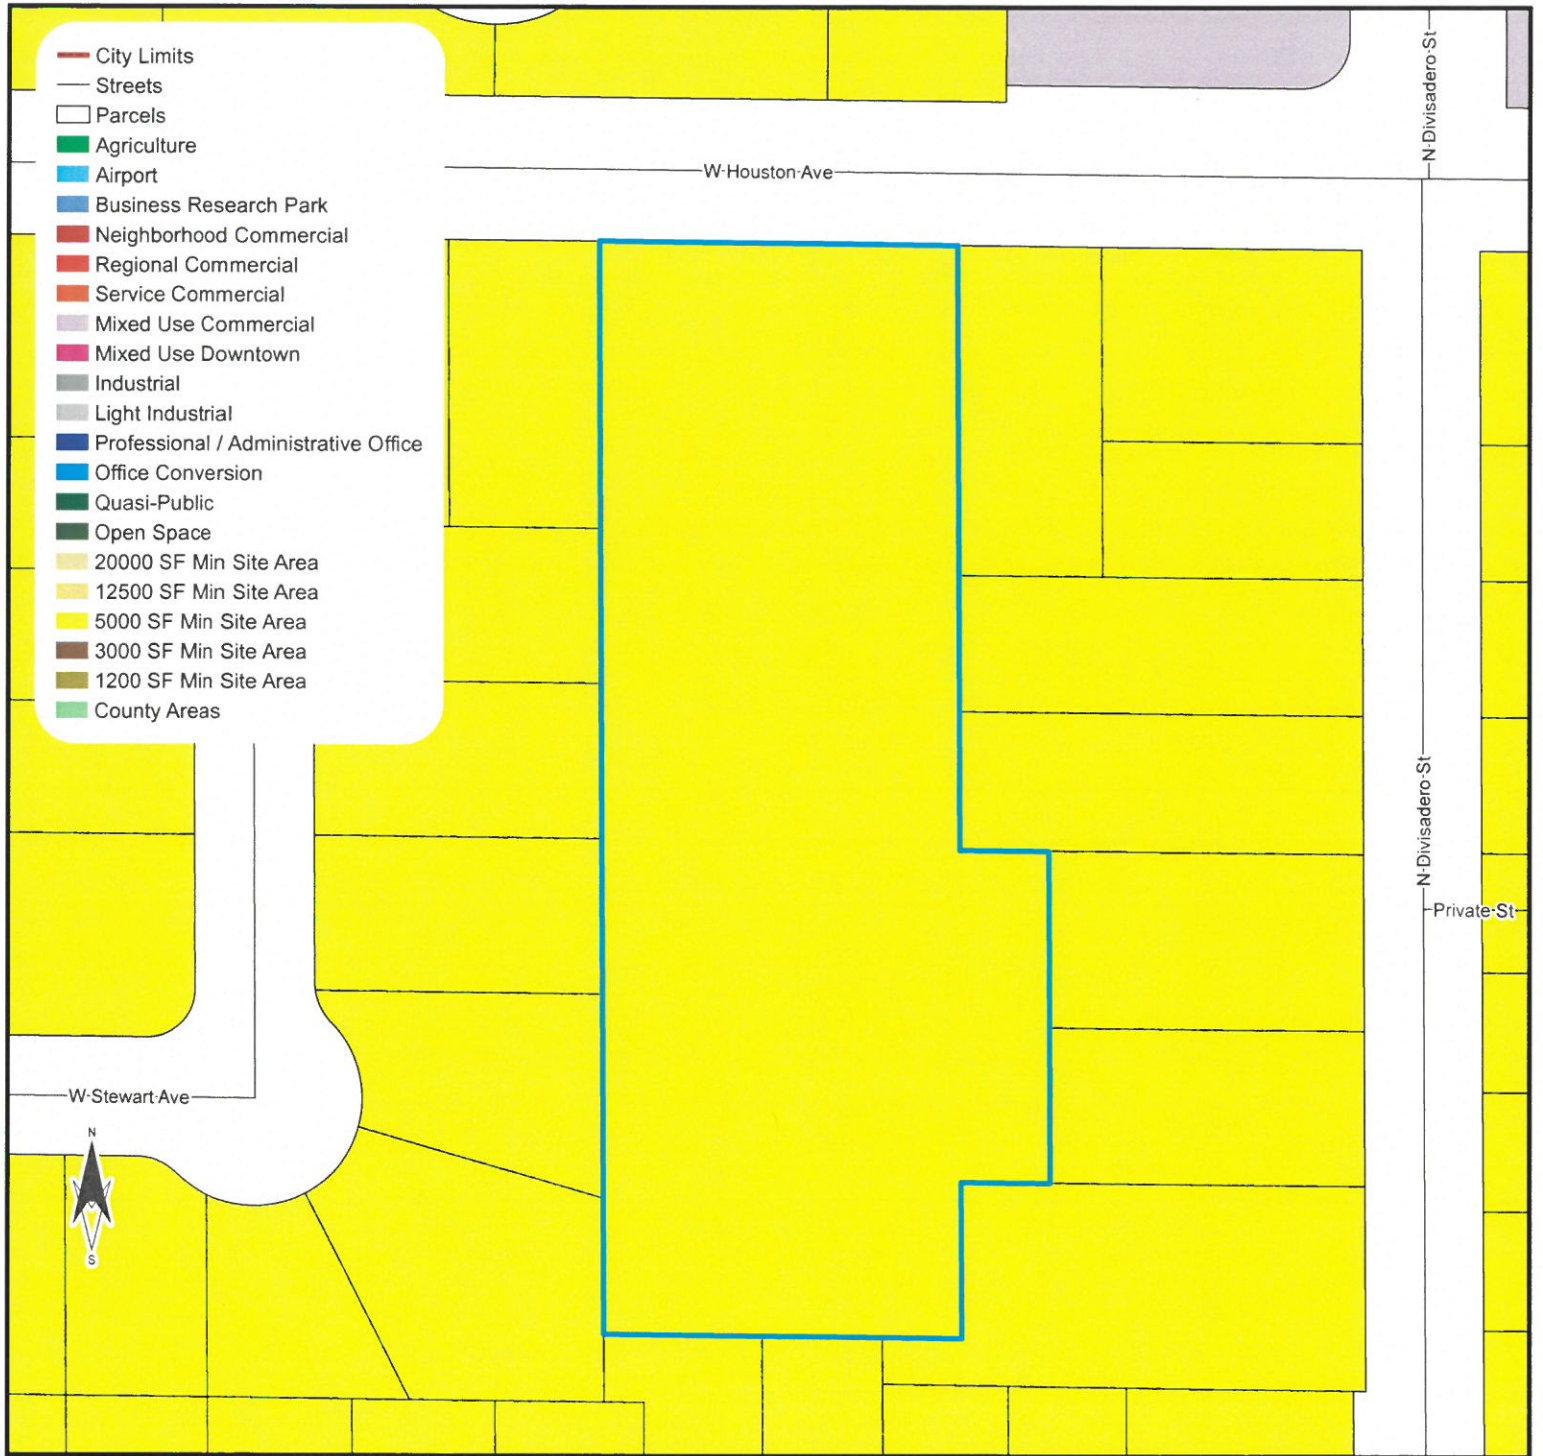 City Limits
Streets
Parcels
Agriculture
Airport
Business Research Park
Neighborhood Commercial
Regional Commercial
Service Commercial
Mixed Use Commercial
Mixed Use Downtown
Industrial
Light Industrial
Professional / Administrative Office
Office Conversion
Quasi-Public
Open Space
20000 SF Min Site Area
12500 SF Min Site Area
5000 SF Min Site Area
3000 SF Min Site Area
1200 SF Min Site Area
County Areas
N Divisadero St
W Houston Ave
N Divisadero St
Private St
W Stewart Ave
N
S